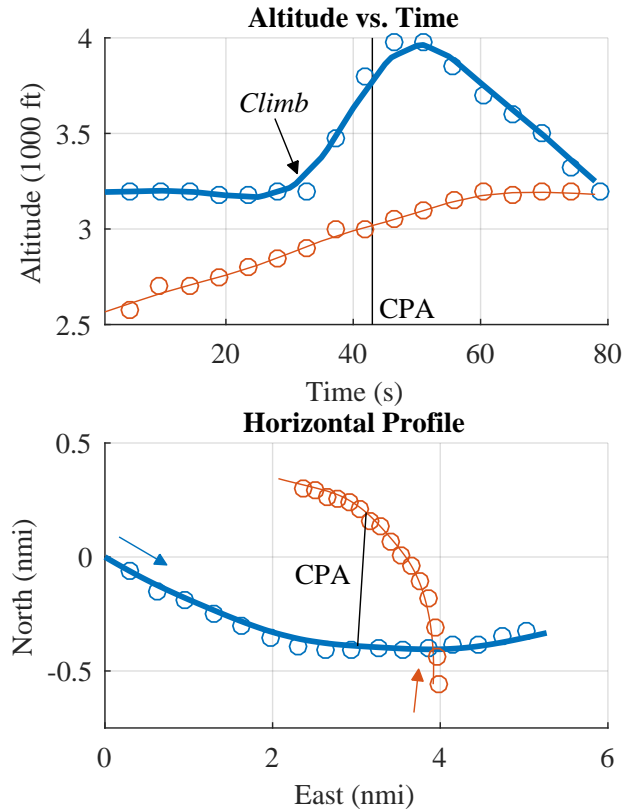 Altitude vs. Time
4
3.5
3
2.5
Altitude (1000 ft)
Climb
CPA
20
40
60
80
Time (s)
Horizontal Profile
0.5
0
-0.5
North (nmi)
CPA
0
2
4
6
East (nmi)